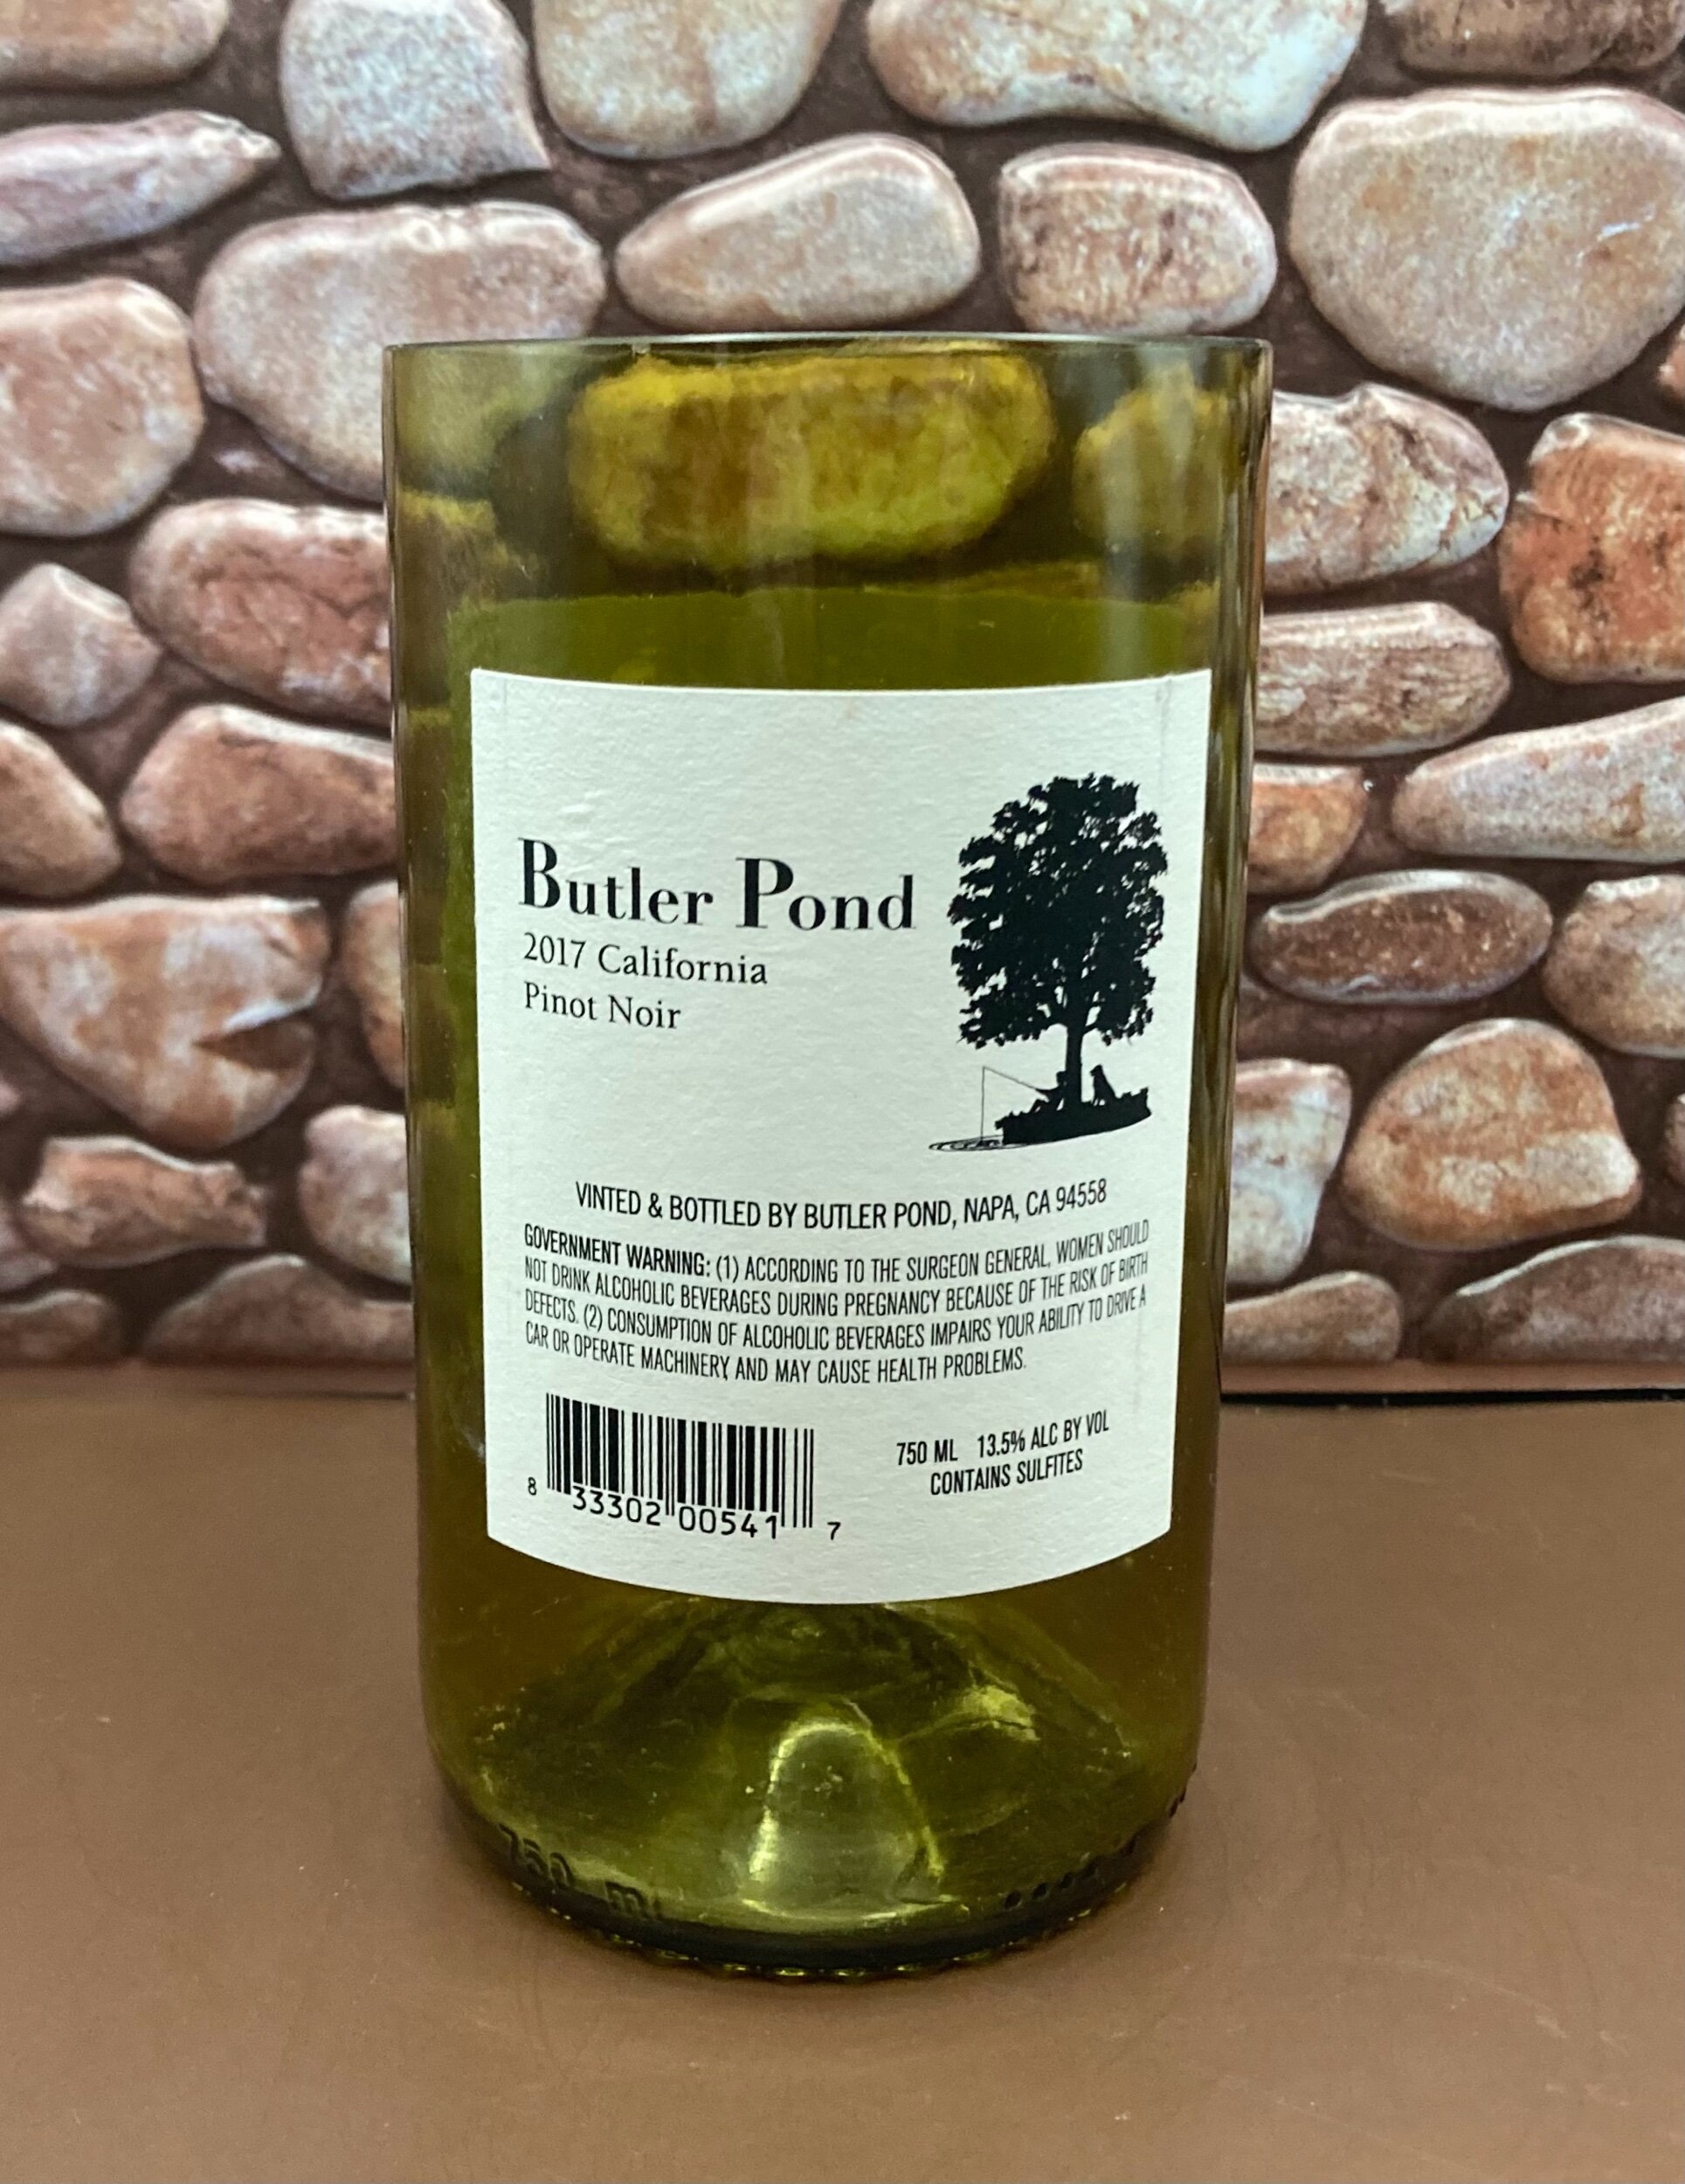 Butler Pond
2017 California
Pinot Noir
VINTED & BOTTLED BY BUTLER POND, NAPA, CA 94558
GOVERNMENT WARNING: (1) ACCORDING TO THE SURGEON GENERAL, WOMEN SHOULD
NOT DRINK ALCOHOLIC BEVERAGES DURING PREGNANCY BECAUSE OF THE RISK OF BIRTH
DEFECTS. (2) CONSUMPTION OF ALCOHOLIC BEVERAGES IMPAIRS YOUR ABILITY TO DRIVE A
CAR OR OPERATE MACHINERY, AND MAY CAUSE HEALTH PROBLEMS.
750 ML 13.5% ALC BY VOL
CONTAINS SULFITES
8 33302 00541 7
750 ml